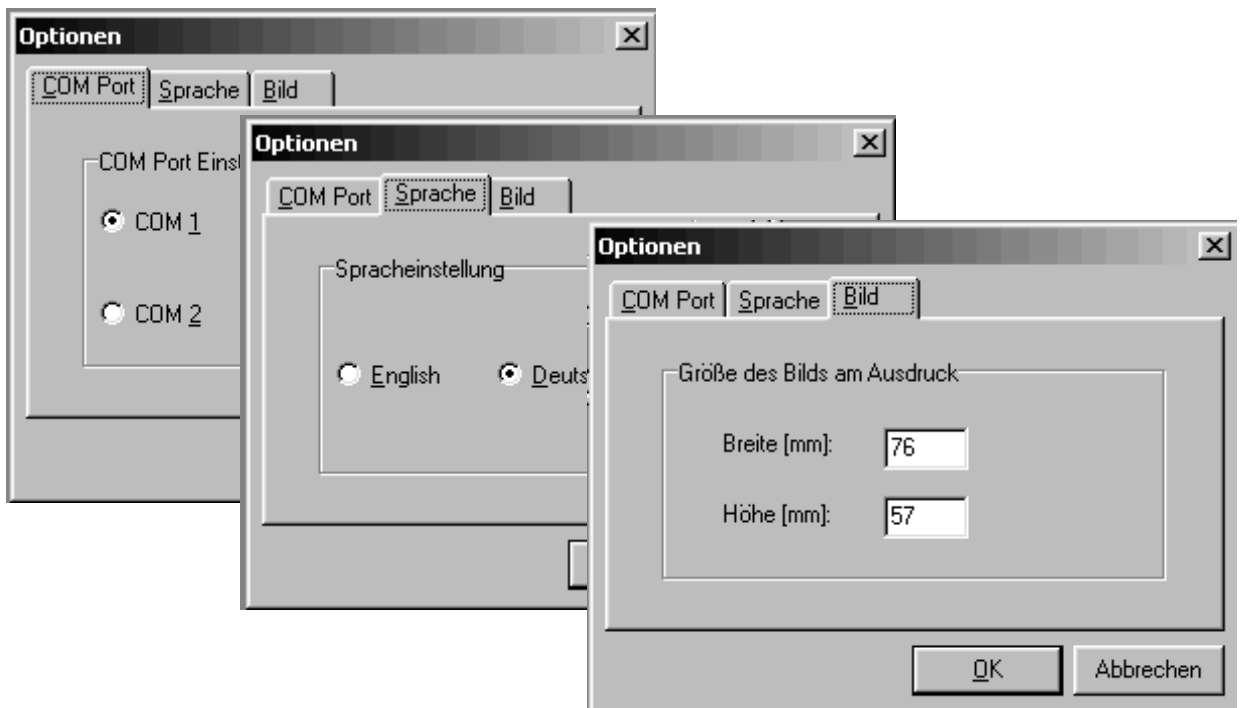 Optionen
COM Port Sprache Bild
COM Port Einst
COM 1
COM 2
Optionen
COM Port Sprache Bild
Spracheinstellung
English Deuts
Optionen
COM Port Sprache Bild
Größe des Bilds am Ausdruck
Breite [mm]: 76
Höhe [mm]: 57
OK Abbrechen